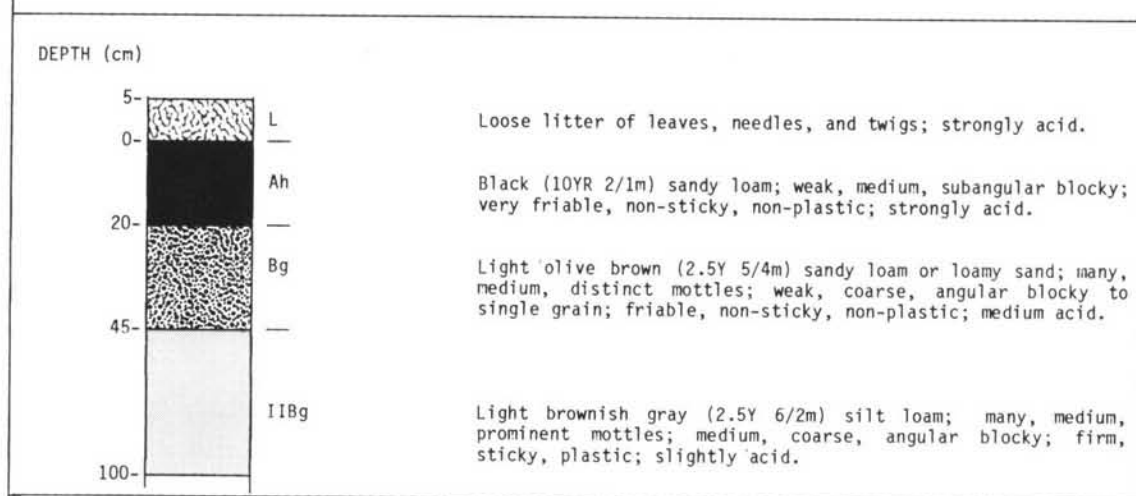 DEPTH (cm)
5-
L
Loose litter of leaves, needles, and twigs; strongly acid.
0-
Ah
Black (10YR 2/1m) sandy loam; weak, medium, subangular blocky;
very friable, non-sticky, non-plastic; strongly acid.
20-
Bg
Light olive brown (2.5Y 5/4m) sandy loam or loamy sand; many,
medium, distinct mottles; weak, coarse, angular blocky to
single grain; friable, non-sticky, non-plastic; medium acid.
45-
IIBg
Light brownish gray (2.5Y 6/2m) silt loam; many, medium,
prominent mottles; medium, coarse, angular blocky; firm,
sticky, plastic; slightly acid.
100-